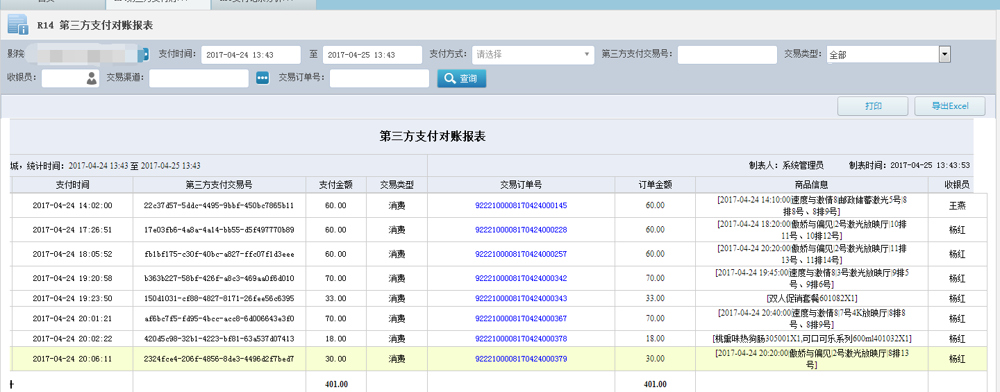 R14 第三方支付对账报表
影院
支付时间: 2017-04-24 13:43 至 2017-04-25 13:43 支付方式: 请选择 第三方支付交易号: 交易类型: 全部
收银员: 交易渠道: 交易订单号: 查询
打印 导出Excel
第三方支付对账报表
城，统计时间：2017-04-24 13:43 至 2017-04-25 13:43 制表人：系统管理员 制表时间：2017-04-25 13:43:53
支付时间 第三方支付交易号 支付金额 交易类型 交易订单号 订单金额 商品信息 收银员
2017-04-24 14:02:00 22c37d57-5ddc-4495-9bbf-450bc7865b11 60.00 消费 9222100008170424000145 60.00 [2017-04-24 14:10:00|速度与激情8|邮政储蓄激光5号|8
排8号、8排9号] 王燕
2017-04-24 17:26:51 17e03fb6-4a8a-4a14-bb55-d5f497770b89 60.00 消费 9222100008170424000228 60.00 [2017-04-24 18:20:00|傲娇与偏见|2号激光放映厅|10排
11号、10排12号] 杨红
2017-04-24 18:05:52 fb1bf175-c30f-40bc-a827-ffc07f1d3eee 60.00 消费 9222100008170424000257 60.00 [2017-04-24 20:20:00|傲娇与偏见|2号激光放映厅|11排
13号、11排14号] 杨红
2017-04-24 19:20:58 b363b227-58bf-426f-a8c3-469aa0f6d010 70.00 消费 9222100008170424000342 70.00 [2017-04-24 19:45:00|速度与激情8|3号激光放映厅|9排5
号、9排6号] 杨红
2017-04-24 19:23:50 150d1031-cf88-4827-8171-26fee56c6395 33.00 消费 9222100008170424000343 33.00 [双人促销套餐601082X1] 杨红
2017-04-24 20:01:21 af6bc7f5-fd95-4bcc-acc8-6d006643e3f0 70.00 消费 9222100008170424000367 70.00 [2017-04-24 20:40:00|速度与激情8|7号4K放映厅|8排8
号、8排9号] 杨红
2017-04-24 20:02:22 420d5c98-32b1-4223-bf81-63a537d07413 18.00 消费 9222100008170424000378 18.00 [桃熏味热狗肠305001X1,可口可乐系列600ml401032X1] 杨红
2017-04-24 20:06:11 2324fce4-206f-4856-8de3-4496d2f7bed7 30.00 消费 9222100008170424000379 30.00 [2017-04-24 20:20:00|傲娇与偏见|2号激光放映厅|8排13
号] 杨红
401.00 401.00